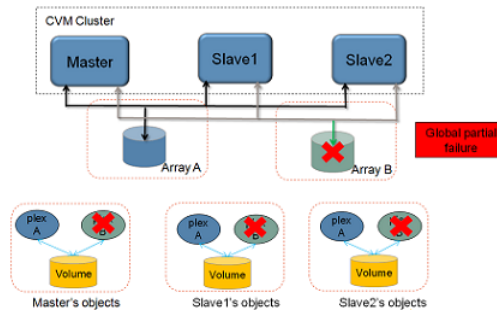 CVM Cluster
Master
Slave1
Slave2
Array A
Array B
Global partial
failure
plex
A
B
plex
A
B
plex
A
B
Volume
Volume
Volume
Master's objects
Slave1's objects
Slave2's objects